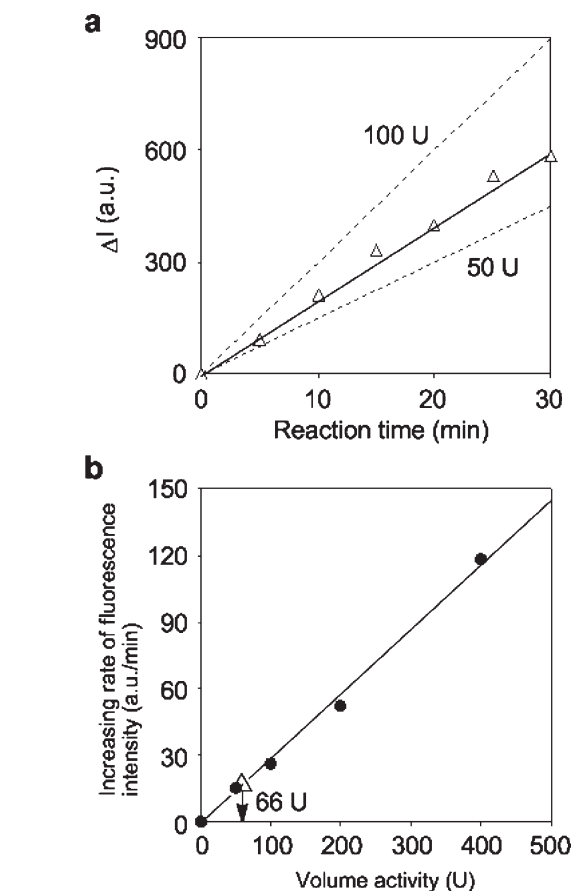 a
900
600
300
0
ΔI (a.u.)
100 U
50 U
0 10 20 30
Reaction time (min)
b
150
120
90
60
30
0
Increasing rate of fluorescence
intensity (a.u./min)
66 U
0 100 200 300 400 500
Volume activity (U)